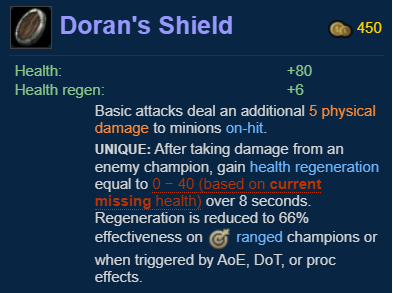 Doran's Shield
450
Health: +80
Health regen: +6
Basic attacks deal an additional 5 physical
damage to minions on-hit.
UNIQUE: After taking damage from an
enemy champion, gain health regeneration
equal to 0 − 40 (based on current
missing health) over 8 seconds.
Regeneration is reduced to 66%
effectiveness on ranged champions or
when triggered by AoE, DoT, or proc
effects.